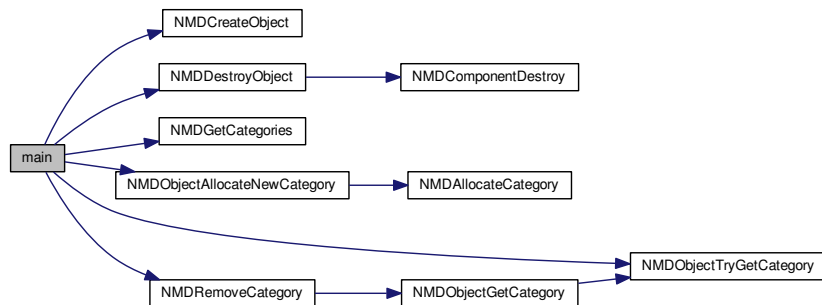 NMDCreateObject
NMDDestroyObject
NMDComponentDestroy
NMDGetCategories
main
NMDObjectAllocateNewCategory
NMDAllocateCategory
NMDObjectTryGetCategory
NMDRemoveCategory
NMDObjectGetCategory